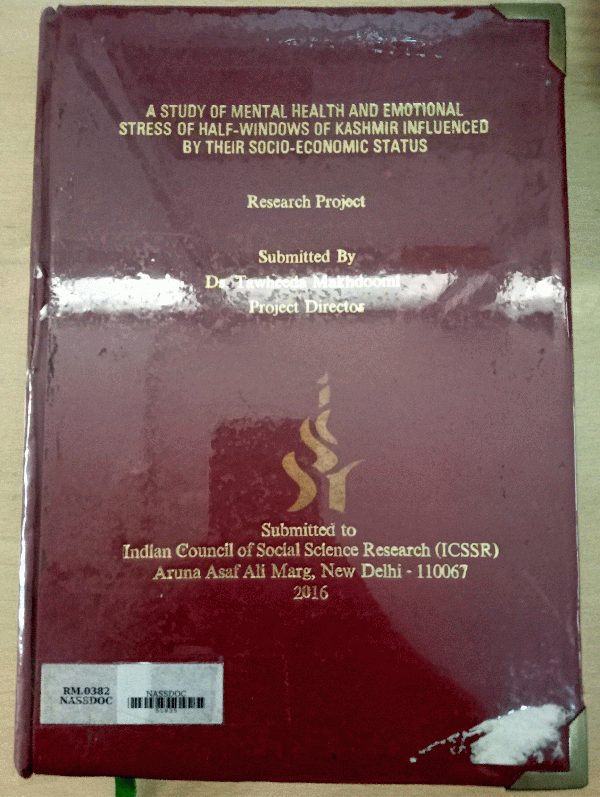 A STUDY OF MENTAL HEALTH AND EMOTIONAL
STRESS OF HALF-WINDOWS OF KASHMIR INFLUENCED
BY THEIR SOCIO-ECONOMIC STATUS
Research Project
Submitted By
Dr. Tawheeda Makhdoomi
Project Director
Submitted to
Indian Council of Social Science Research (ICSSR)
Aruna Asaf Ali Marg, New Delhi - 110067
2016
RM.0382
NASSDOC
NASSDOC